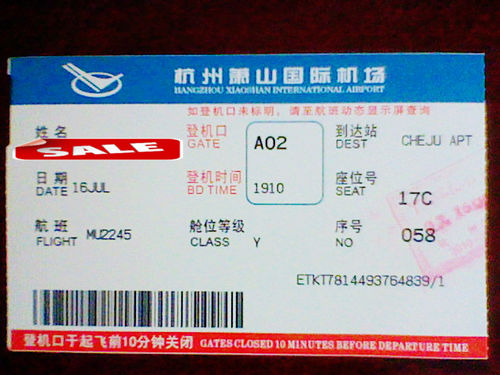 杭州萧山国际机场
HANGZHOU XIAOSHAN INTERNATIONAL AIRPORT
如登机口未标明,请至航班动态显示屏查询
姓名 登机口 A02 到达站 CHEJU APT
GATE DEST
SALE
日期 16JUL 登机时间 1910 座位号 17C
DATE BD TIME SEAT
航班 MU2245 舱位等级 Y 序号 058
FLIGHT CLASS NO
ETKT7814493764839/1
登机口于起飞前10分钟关闭 GATES CLOSED 10 MINUTES BEFORE DEPARTURE TIME